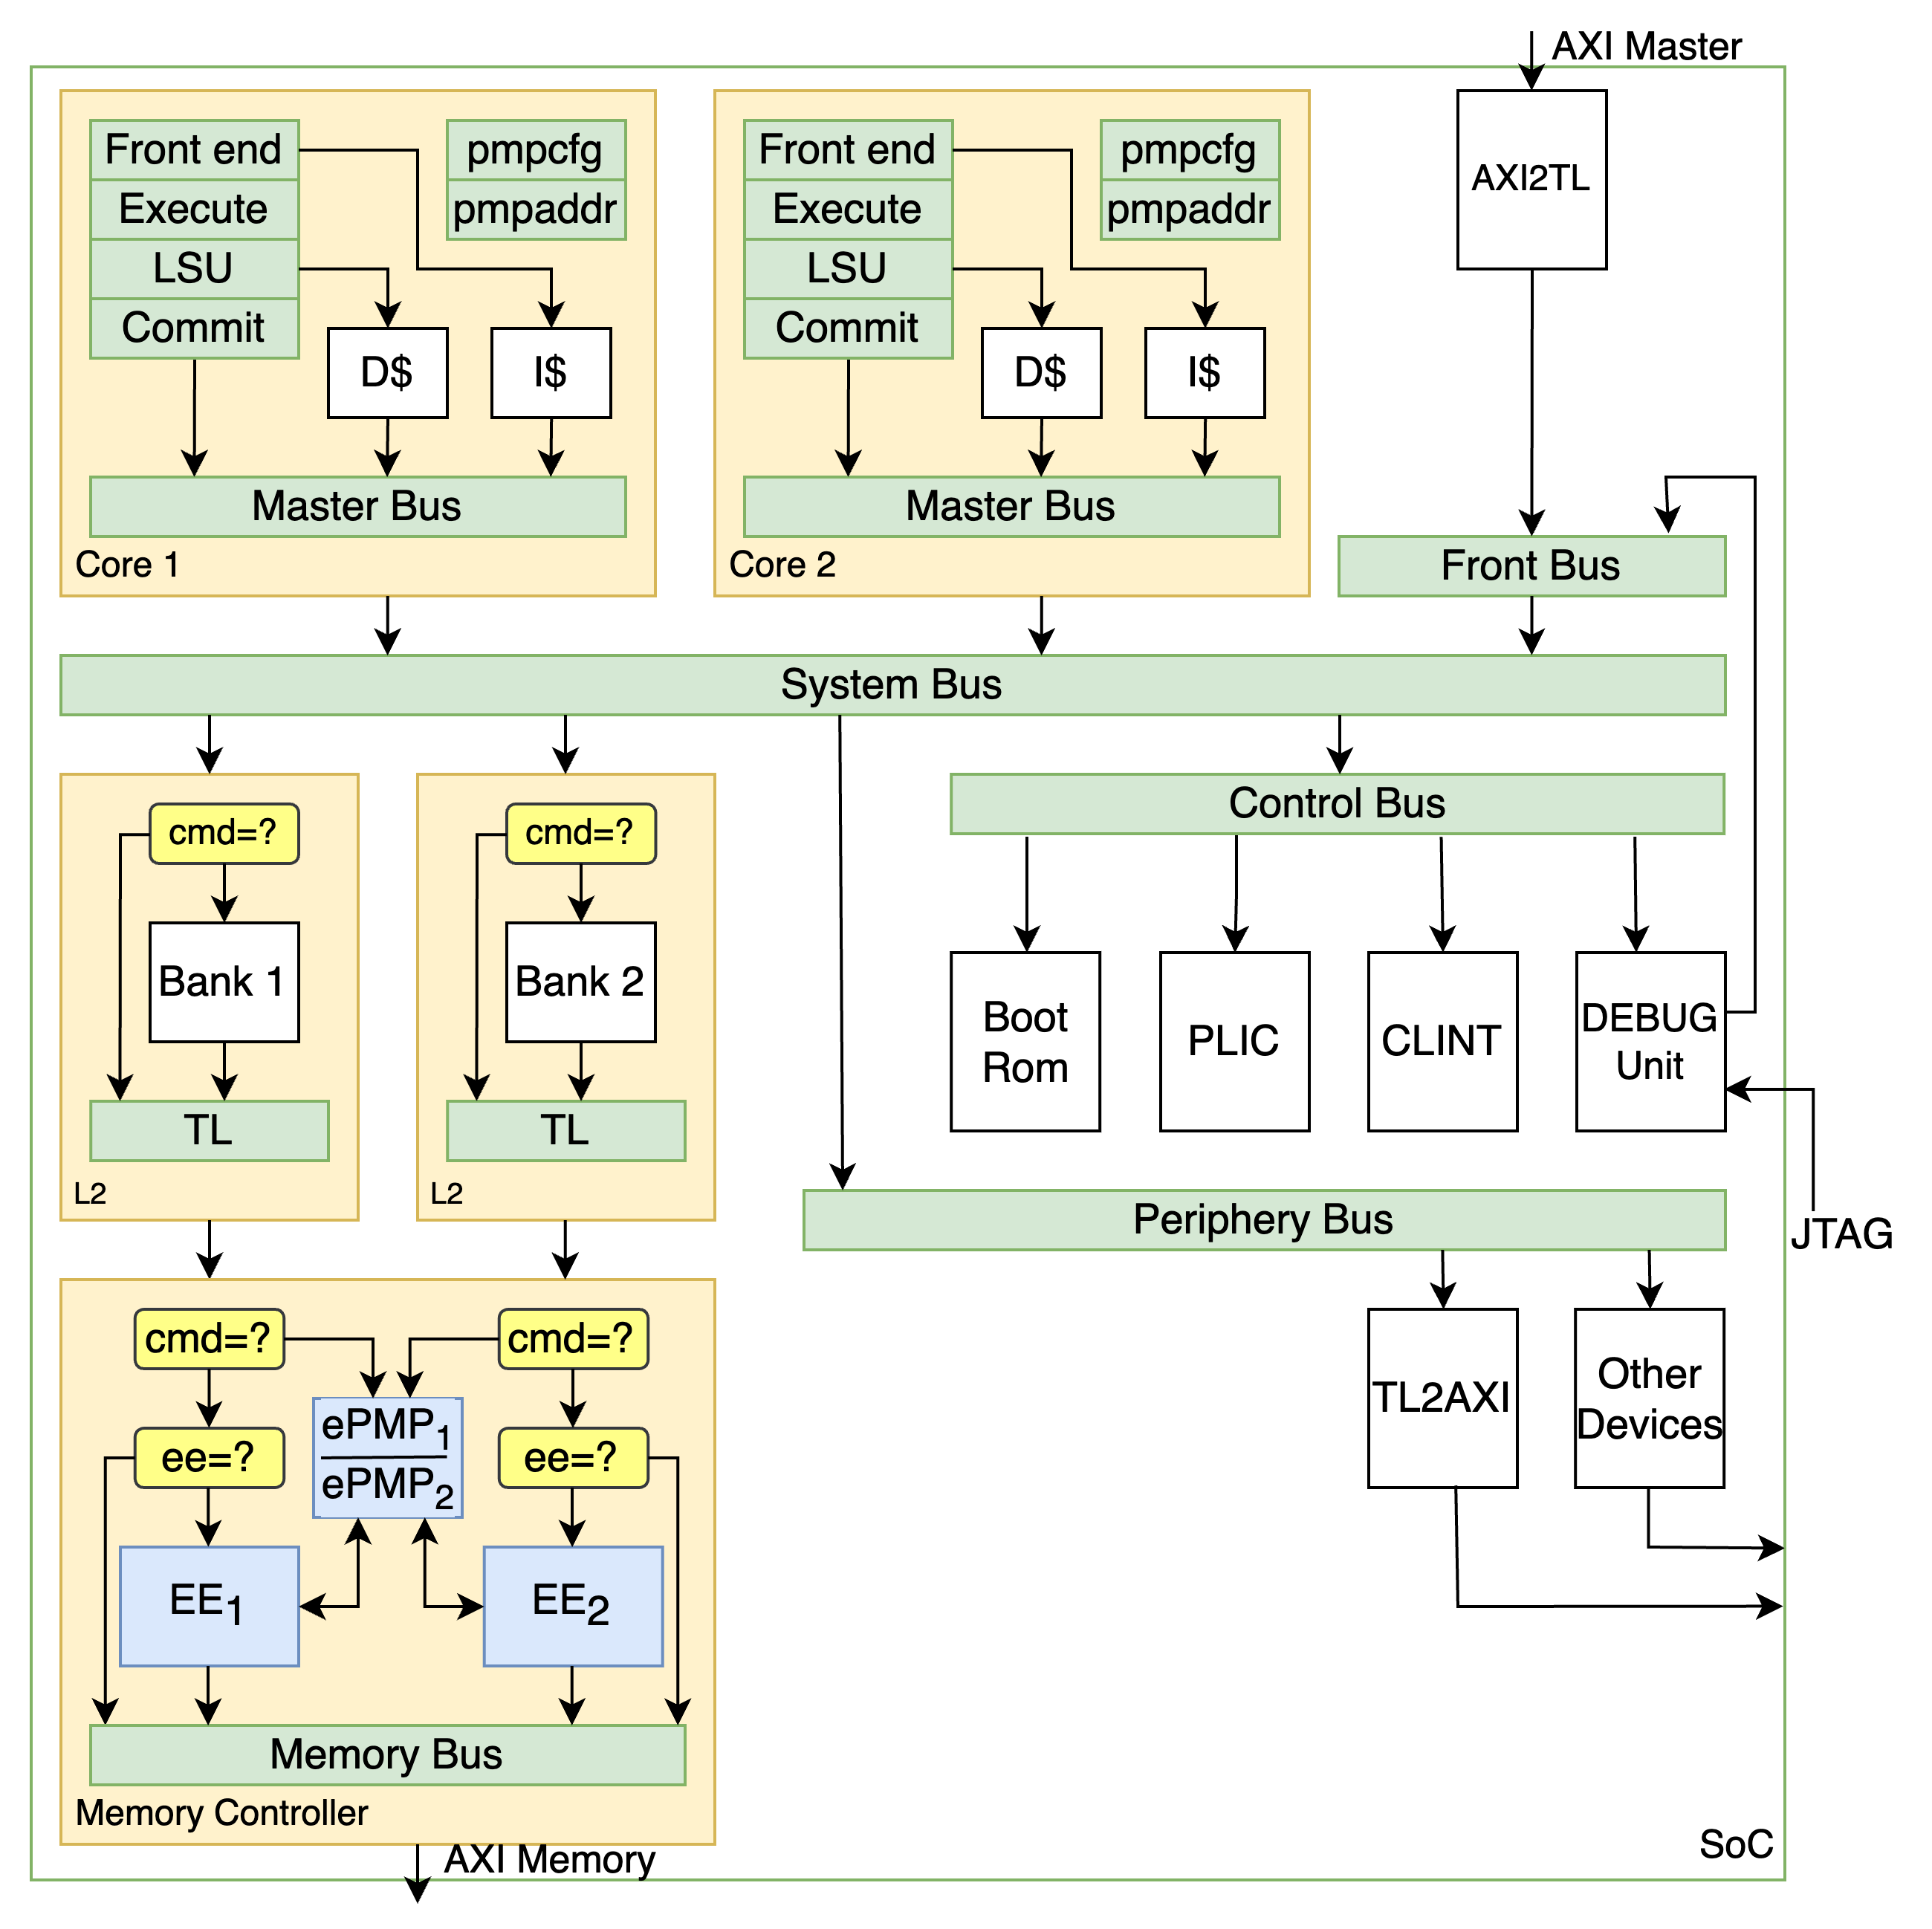 AXI Master
Front end
Execute
LSU
Commit
pmpcfg
pmpaddr
D$
I$
Master Bus
Core 1
Front end
Execute
LSU
Commit
pmpcfg
pmpaddr
D$
I$
Master Bus
Core 2
AXI2TL
Front Bus
System Bus
cmd=?
Bank 1
TL
L2
cmd=?
Bank 2
TL
L2
Control Bus
Boot
Rom
PLIC
CLINT
DEBUG
Unit
JTAG
Periphery Bus
TL2AXI
Other
Devices
cmd=?
cmd=?
ePMP1
ePMP2
ee=?
ee=?
EE1
EE2
Memory Bus
Memory Controller
AXI Memory
SoC